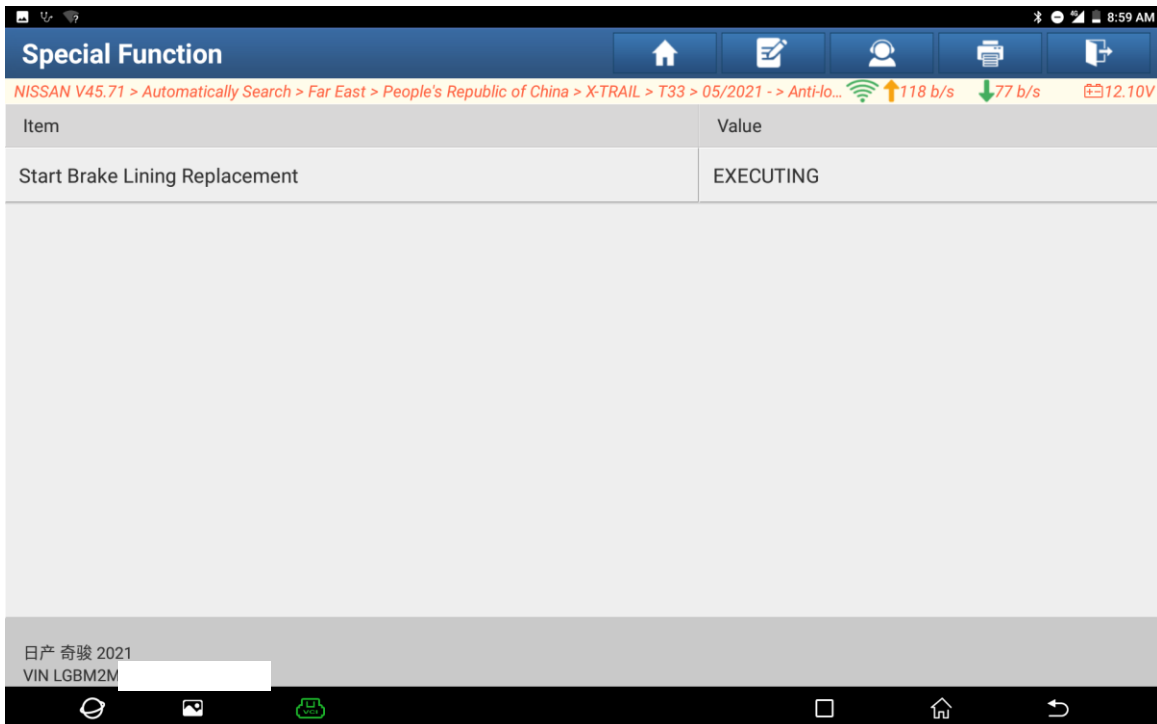 8:59 AM
Special Function
NISSAN V45.71 > Automatically Search > Far East > People's Republic of China > X-TRAIL > T33 > 05/2021 - > Anti-lo... 118 b/s 77 b/s 12.10V
Item Value
Start Brake Lining Replacement EXECUTING
日产 奇骏 2021
VIN LGBM2M
VCI